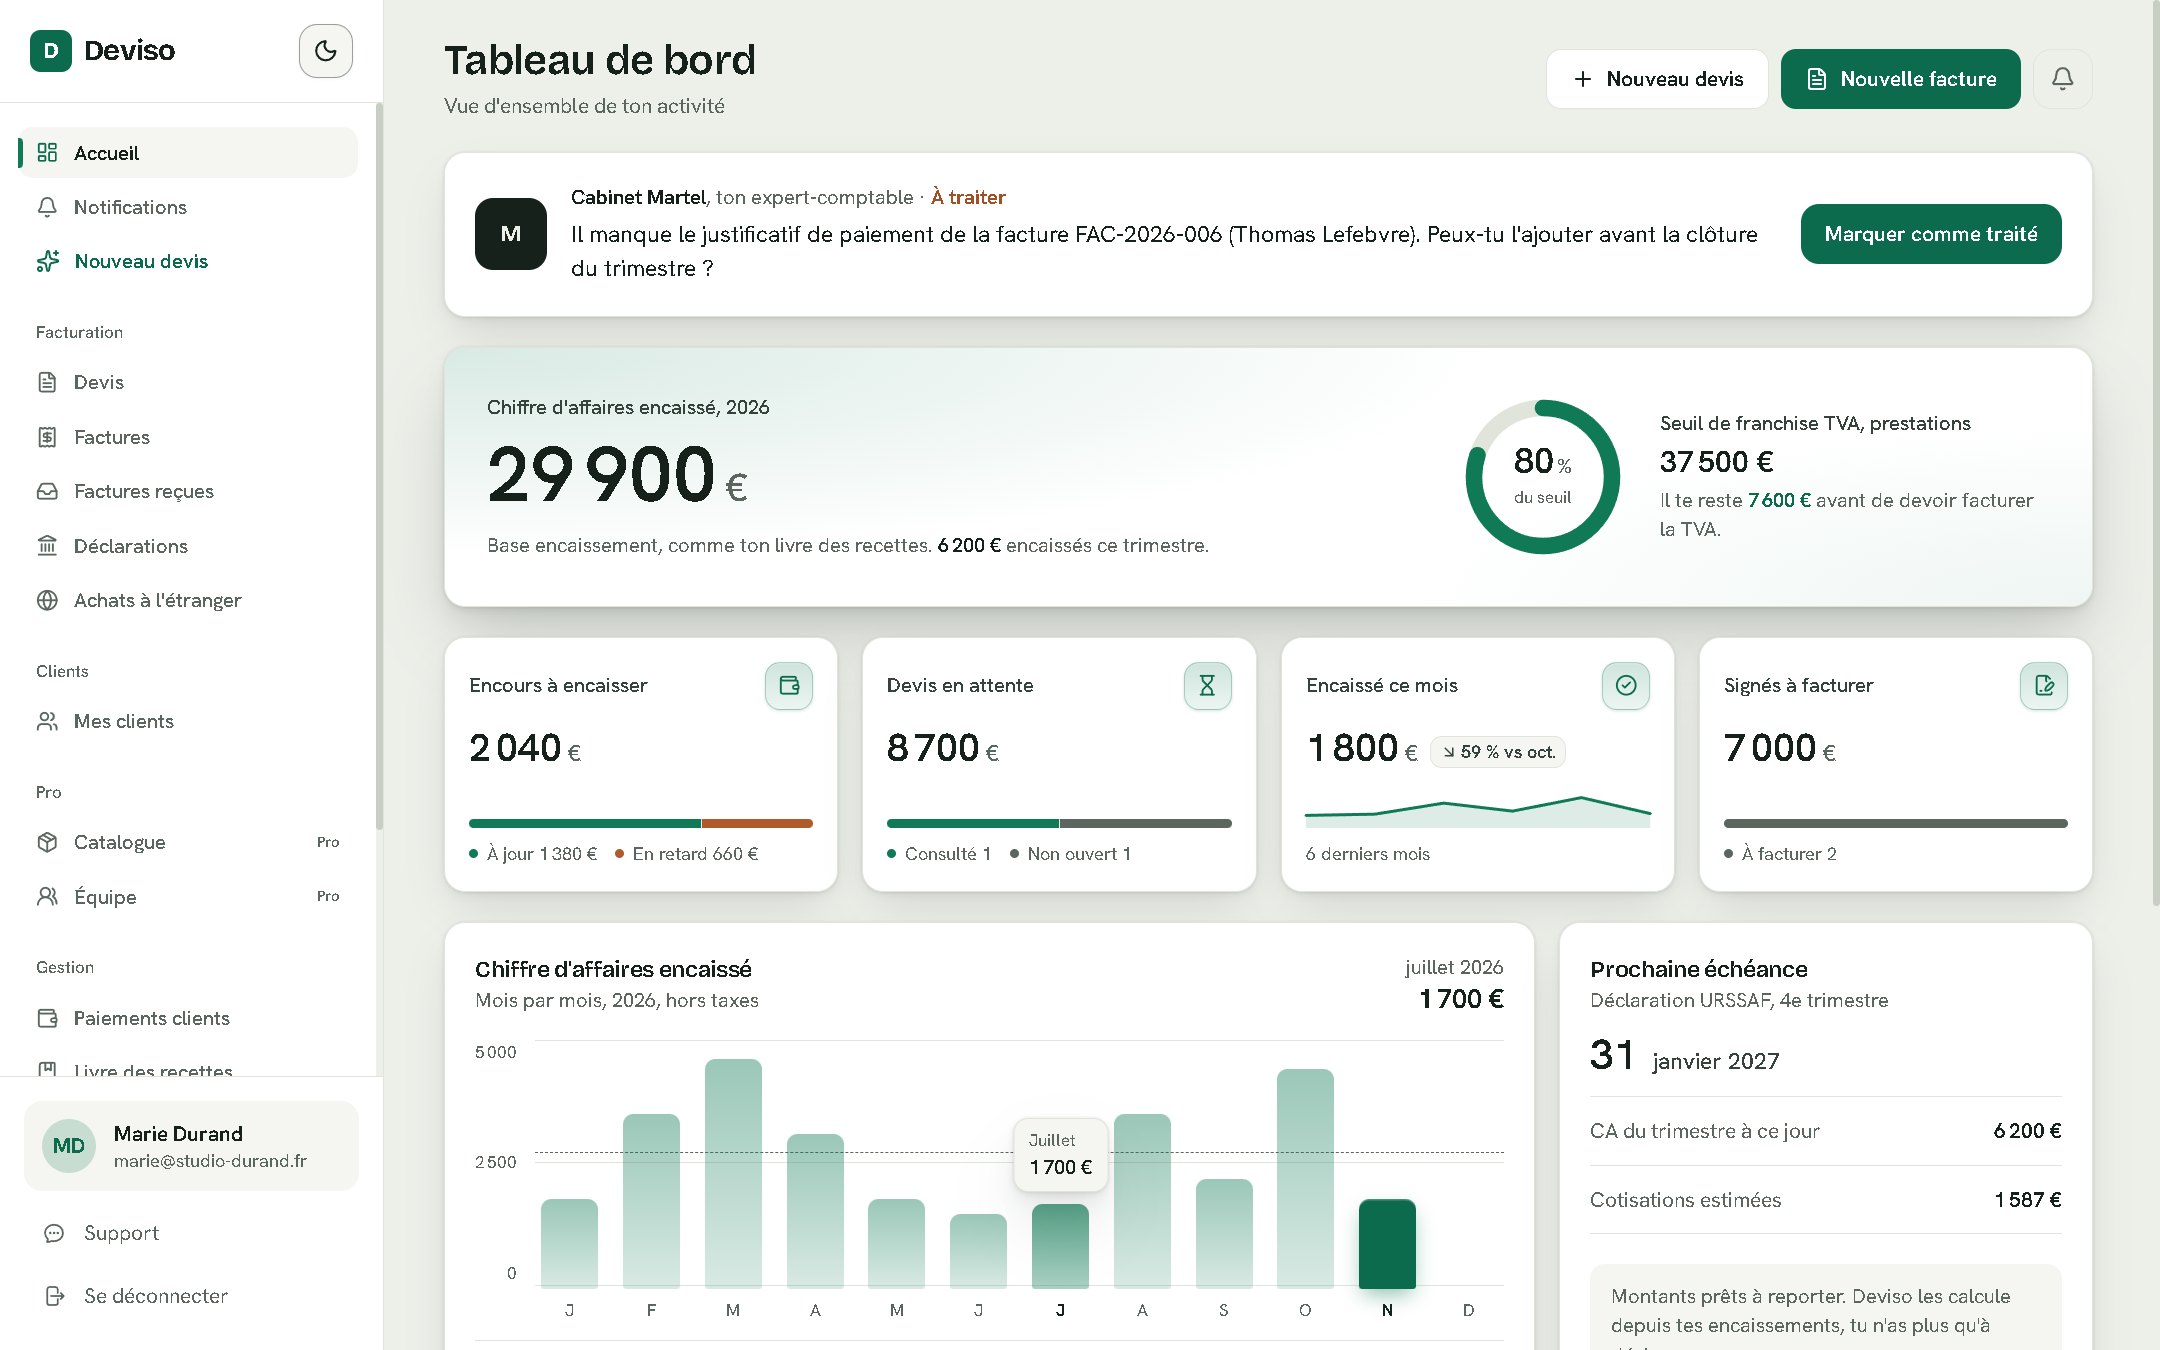 D Deviso
Accueil
Notifications
Nouveau devis
Facturation
Devis
Factures
Factures reçues
Déclarations
Achats à l'étranger
Clients
Mes clients
Pro
Catalogue Pro
Équipe Pro
Gestion
Paiements clients
Livre des recettes
MD Marie Durand
marie@studio-durand.fr
Support
Se déconnecter
Tableau de bord
Vue d'ensemble de ton activité
Nouveau devis
Nouvelle facture
M
Cabinet Martel, ton expert-comptable · À traiter
Il manque le justificatif de paiement de la facture FAC-2026-006 (Thomas Lefebvre). Peux-tu l'ajouter avant la clôture
du trimestre ?
Marquer comme traité
Chiffre d'affaires encaissé, 2026
29 900 €
Base encaissement, comme ton livre des recettes. 6 200 € encaissés ce trimestre.
80 %
du seuil
Seuil de franchise TVA, prestations
37 500 €
Il te reste 7 600 € avant de devoir facturer
la TVA.
Encours à encaisser
2 040 €
À jour 1 380 € En retard 660 €
Devis en attente
8 700 €
Consulté 1 Non ouvert 1
Encaissé ce mois
1 800 € ↘ 59 % vs oct.
6 derniers mois
Signés à facturer
7 000 €
À facturer 2
Chiffre d'affaires encaissé
Mois par mois, 2026, hors taxes
juillet 2026
1 700 €
5 000
2 500
0
Juillet
1 700 €
J F M A M J J A S O N D
Prochaine échéance
Déclaration URSSAF, 4e trimestre
31 janvier 2027
CA du trimestre à ce jour 6 200 €
Cotisations estimées 1 587 €
Montants prêts à reporter. Deviso les calcule
depuis tes encaissements, tu n'as plus qu'à